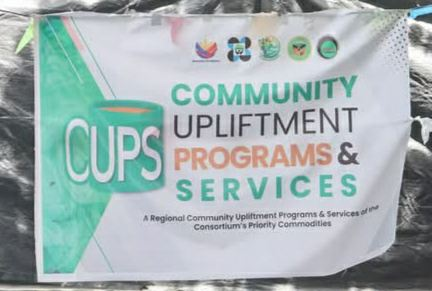 CUPS
COMMUNITY
UPLIFTMENT
PROGRAMS &
SERVICES
A Regional Community Upliftment Programs & Services of the
Consortium's Priority Commodities